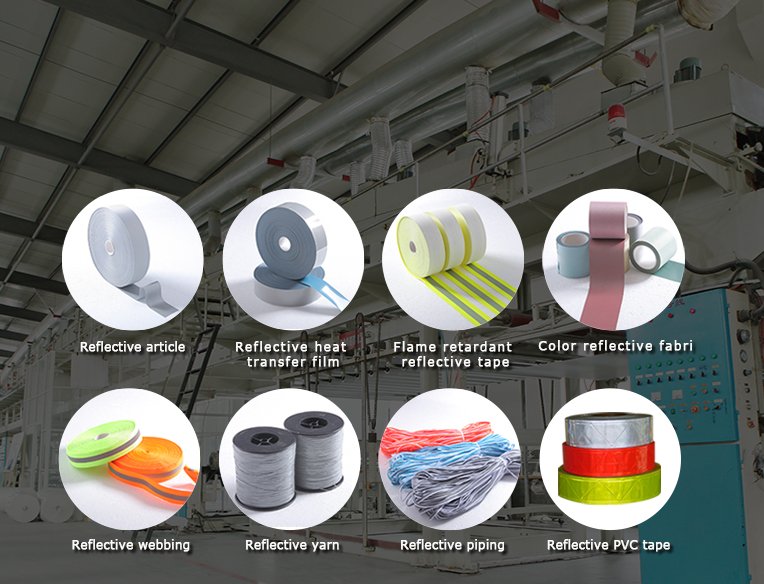 Reflective article
Reflective heat
transfer film
Flame retardant
reflective tape
Color reflective fabri
Reflective webbing
Reflective yarn
Reflective piping
Reflective PVC tape